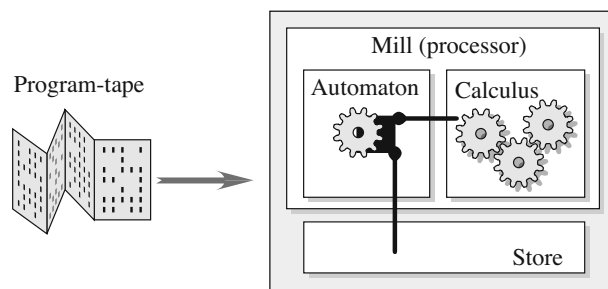 Program-tape
Mill (processor)
Automaton
Calculus
Store